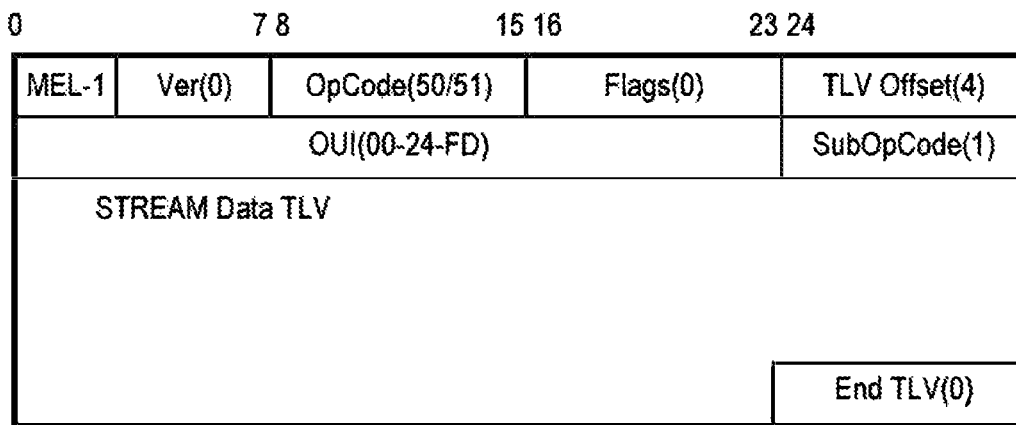 0 7 8 15 16 23 24
MEL-1 Ver(0) OpCode(50/51) Flags(0) TLV Offset(4)
OUI(00-24-FD) SubOpCode(1)
STREAM Data TLV
End TLV(0)